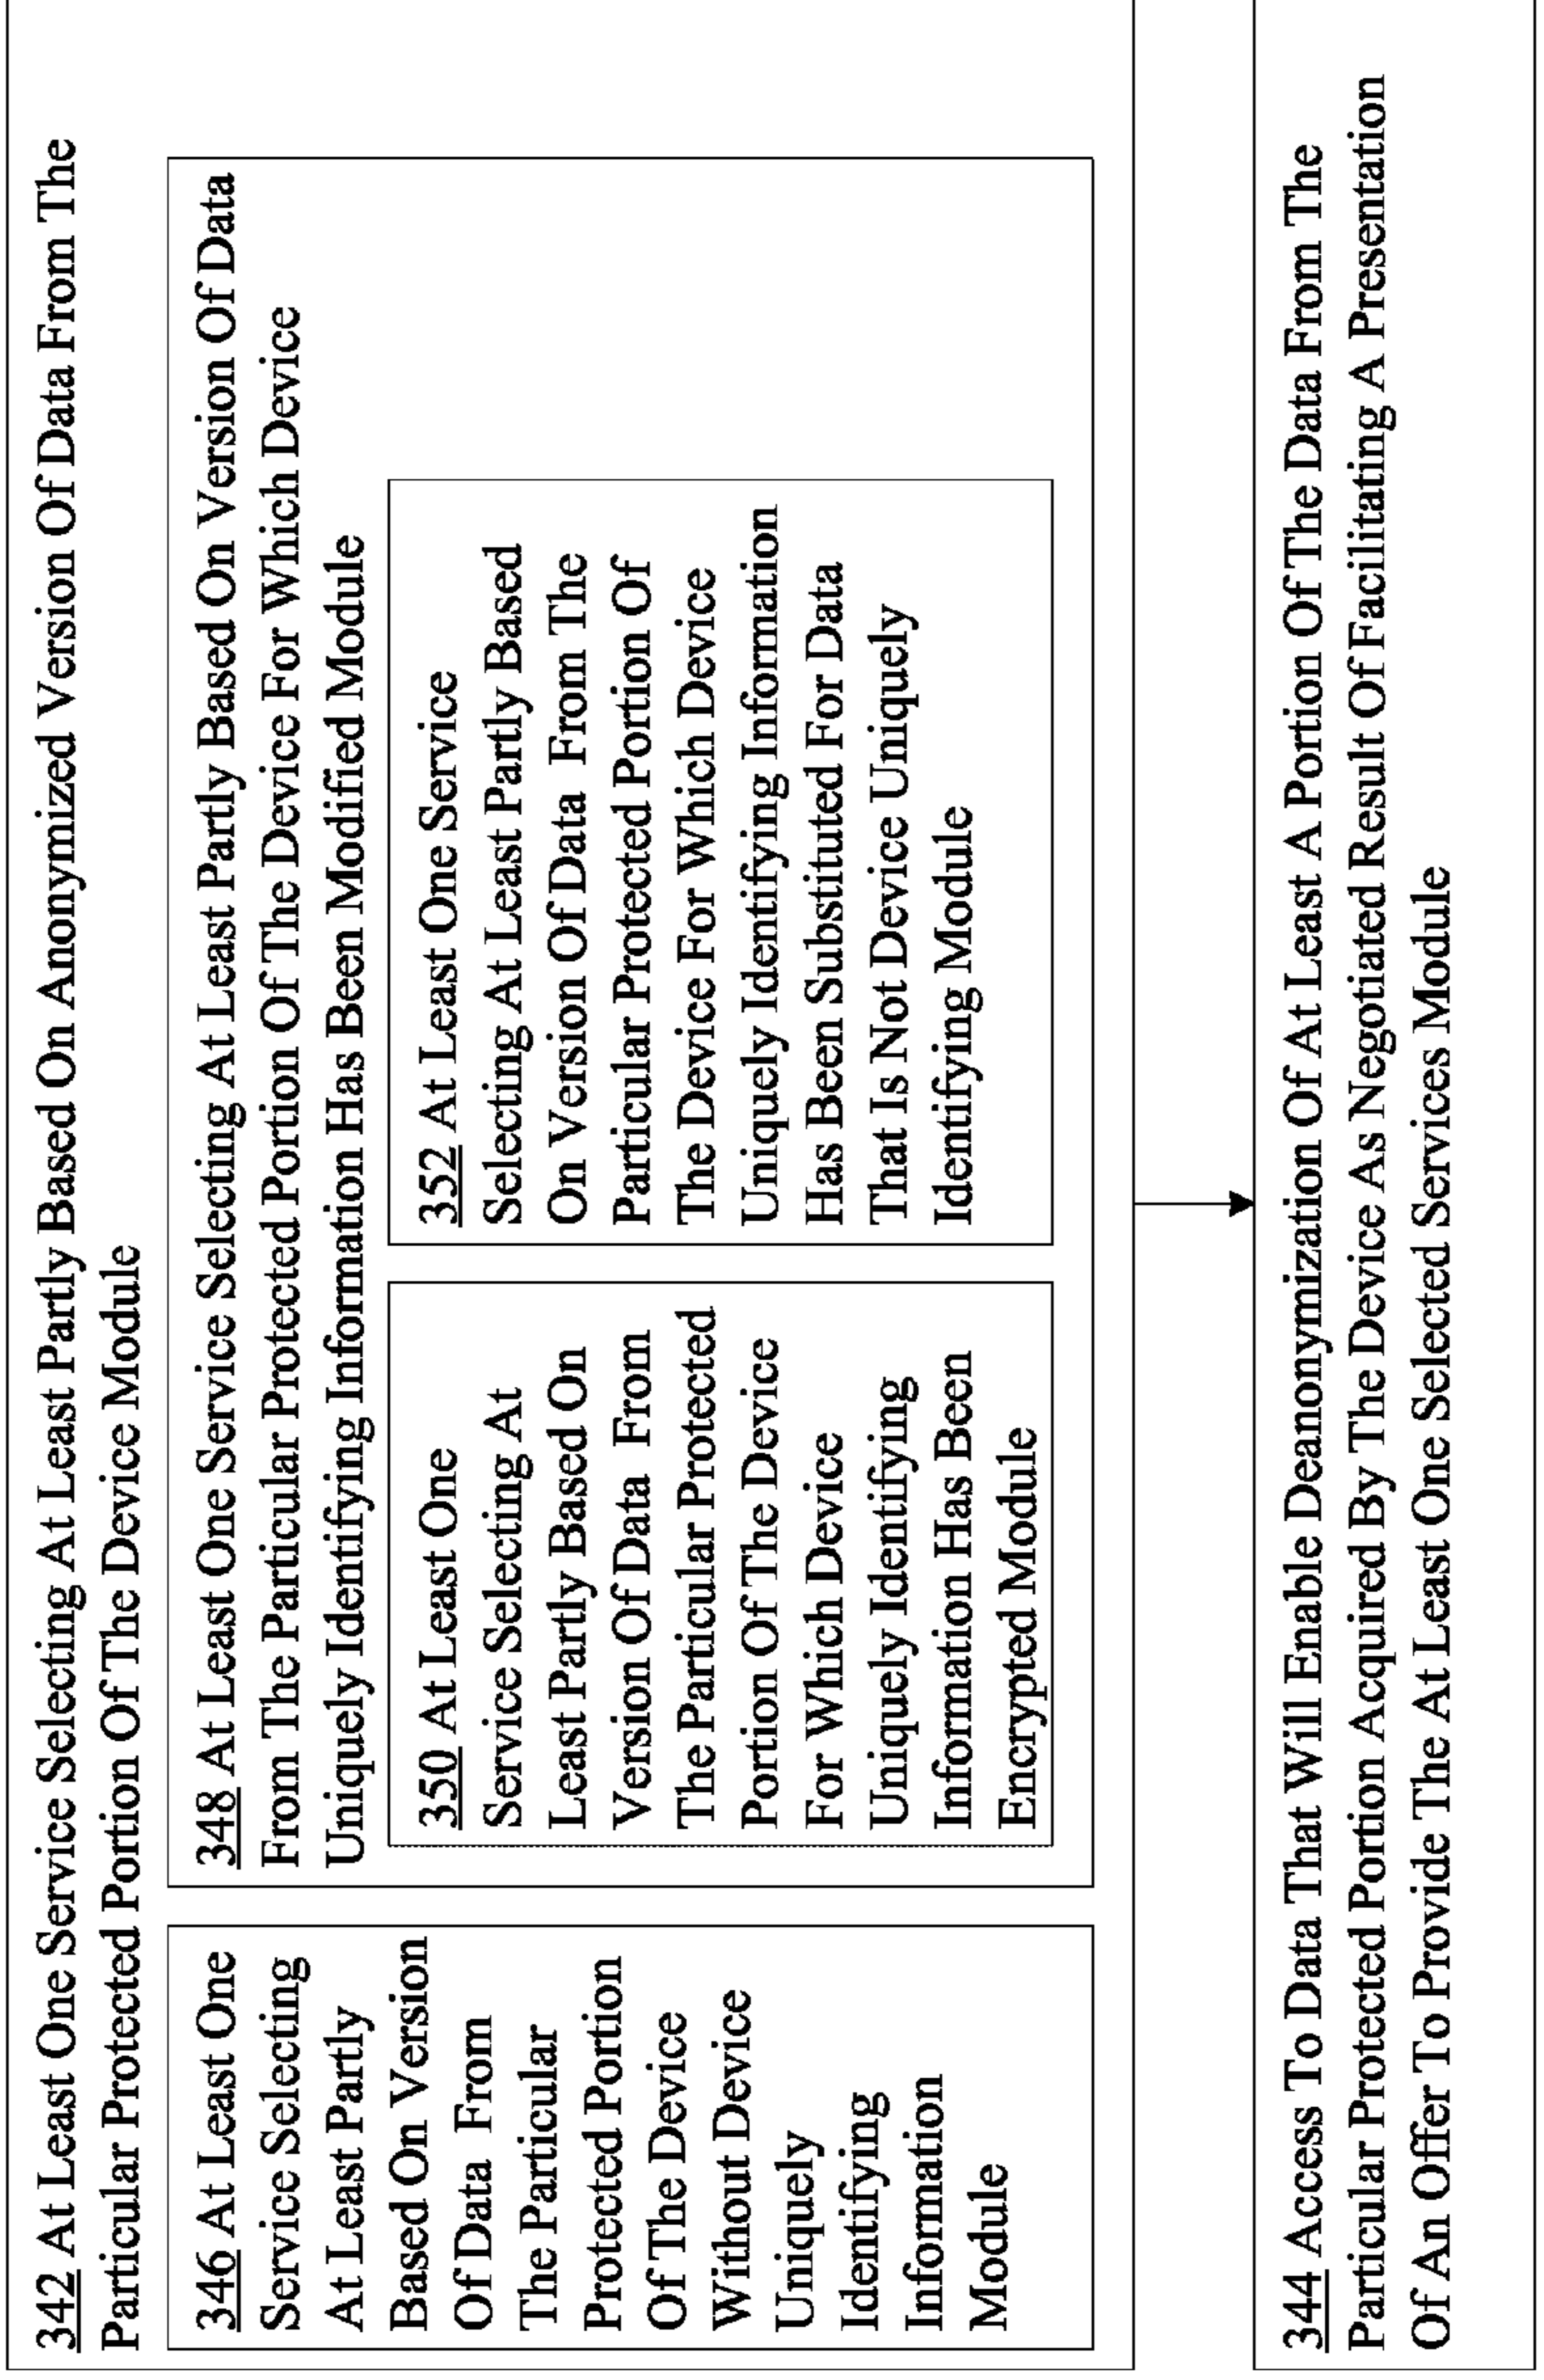 342 At Least One Service Selecting At Least Partly Based On Anonymized Version Of Data From The
Particular Protected Portion Of The Device Module
346 At Least One
Service Selecting
At Least Partly
Based On Version
Of Data From
The Particular
Protected Portion
Of The Device
Without Device
Uniquely
Identifying
Information
Module
348 At Least One Service Selecting At Least Partly Based On Version Of Data
From The Particular Protected Portion Of The Device For Which Device
Uniquely Identifying Information Has Been Modified Module
350 At Least One
Service Selecting At
Least Partly Based On
Version Of Data From
The Particular Protected
Portion Of The Device
For Which Device
Uniquely Identifying
Information Has Been
Encrypted Module
352 At Least One Service
Selecting At Least Partly Based
On Version Of Data From The
Particular Protected Portion Of
The Device For Which Device
Uniquely Identifying Information
Has Been Substituted For Data
That Is Not Device Uniquely
Identifying Module
344 Access To Data That Will Enable Deanonymization Of At Least A Portion Of The Data From The
Particular Protected Portion Acquired By The Device As Negotiated Result Of Facilitating A Presentation
Of An Offer To Provide The At Least One Selected Services Module